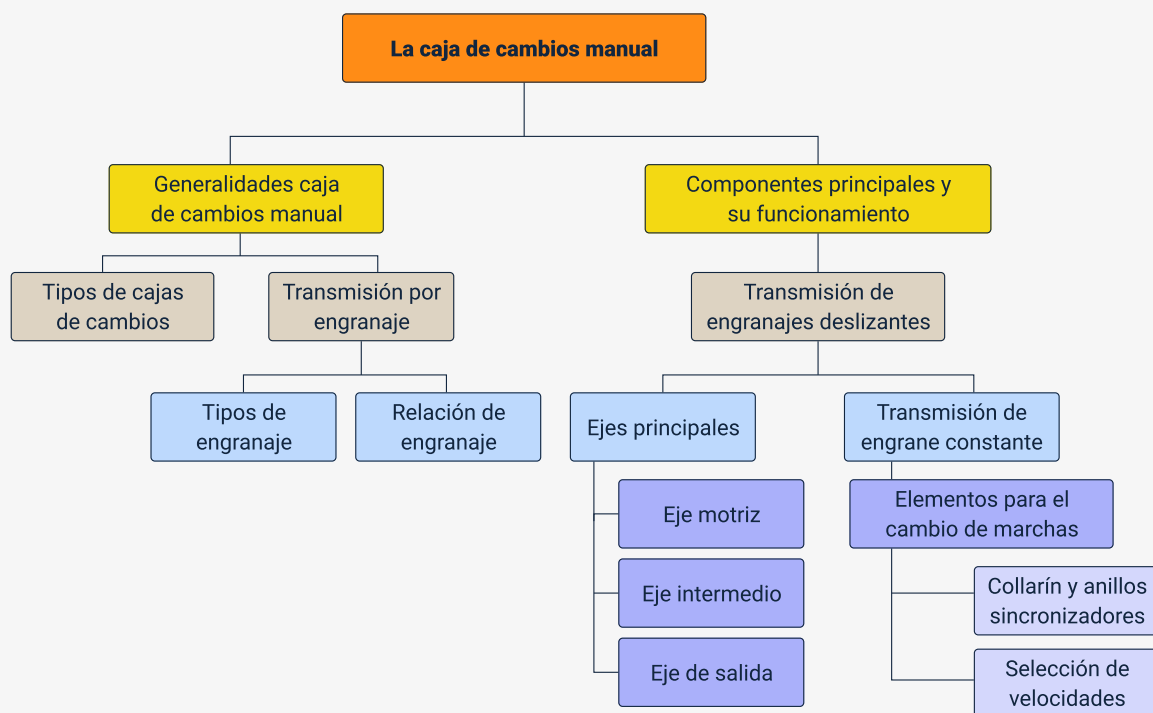 La caja de cambios manual
Generalidades caja
de cambios manual
Componentes principales y
su funcionamiento
Tipos de cajas
de cambios
Transmisión por
engranaje
Transmisión de
engranajes deslizantes
Tipos de
engranaje
Relación de
engranaje
Ejes principales
Transmisión de
engrane constante
Eje motriz
Elementos para el
cambio de marchas
Eje intermedio
Collarín y anillos
sincronizadores
Eje de salida
Selección de
velocidades